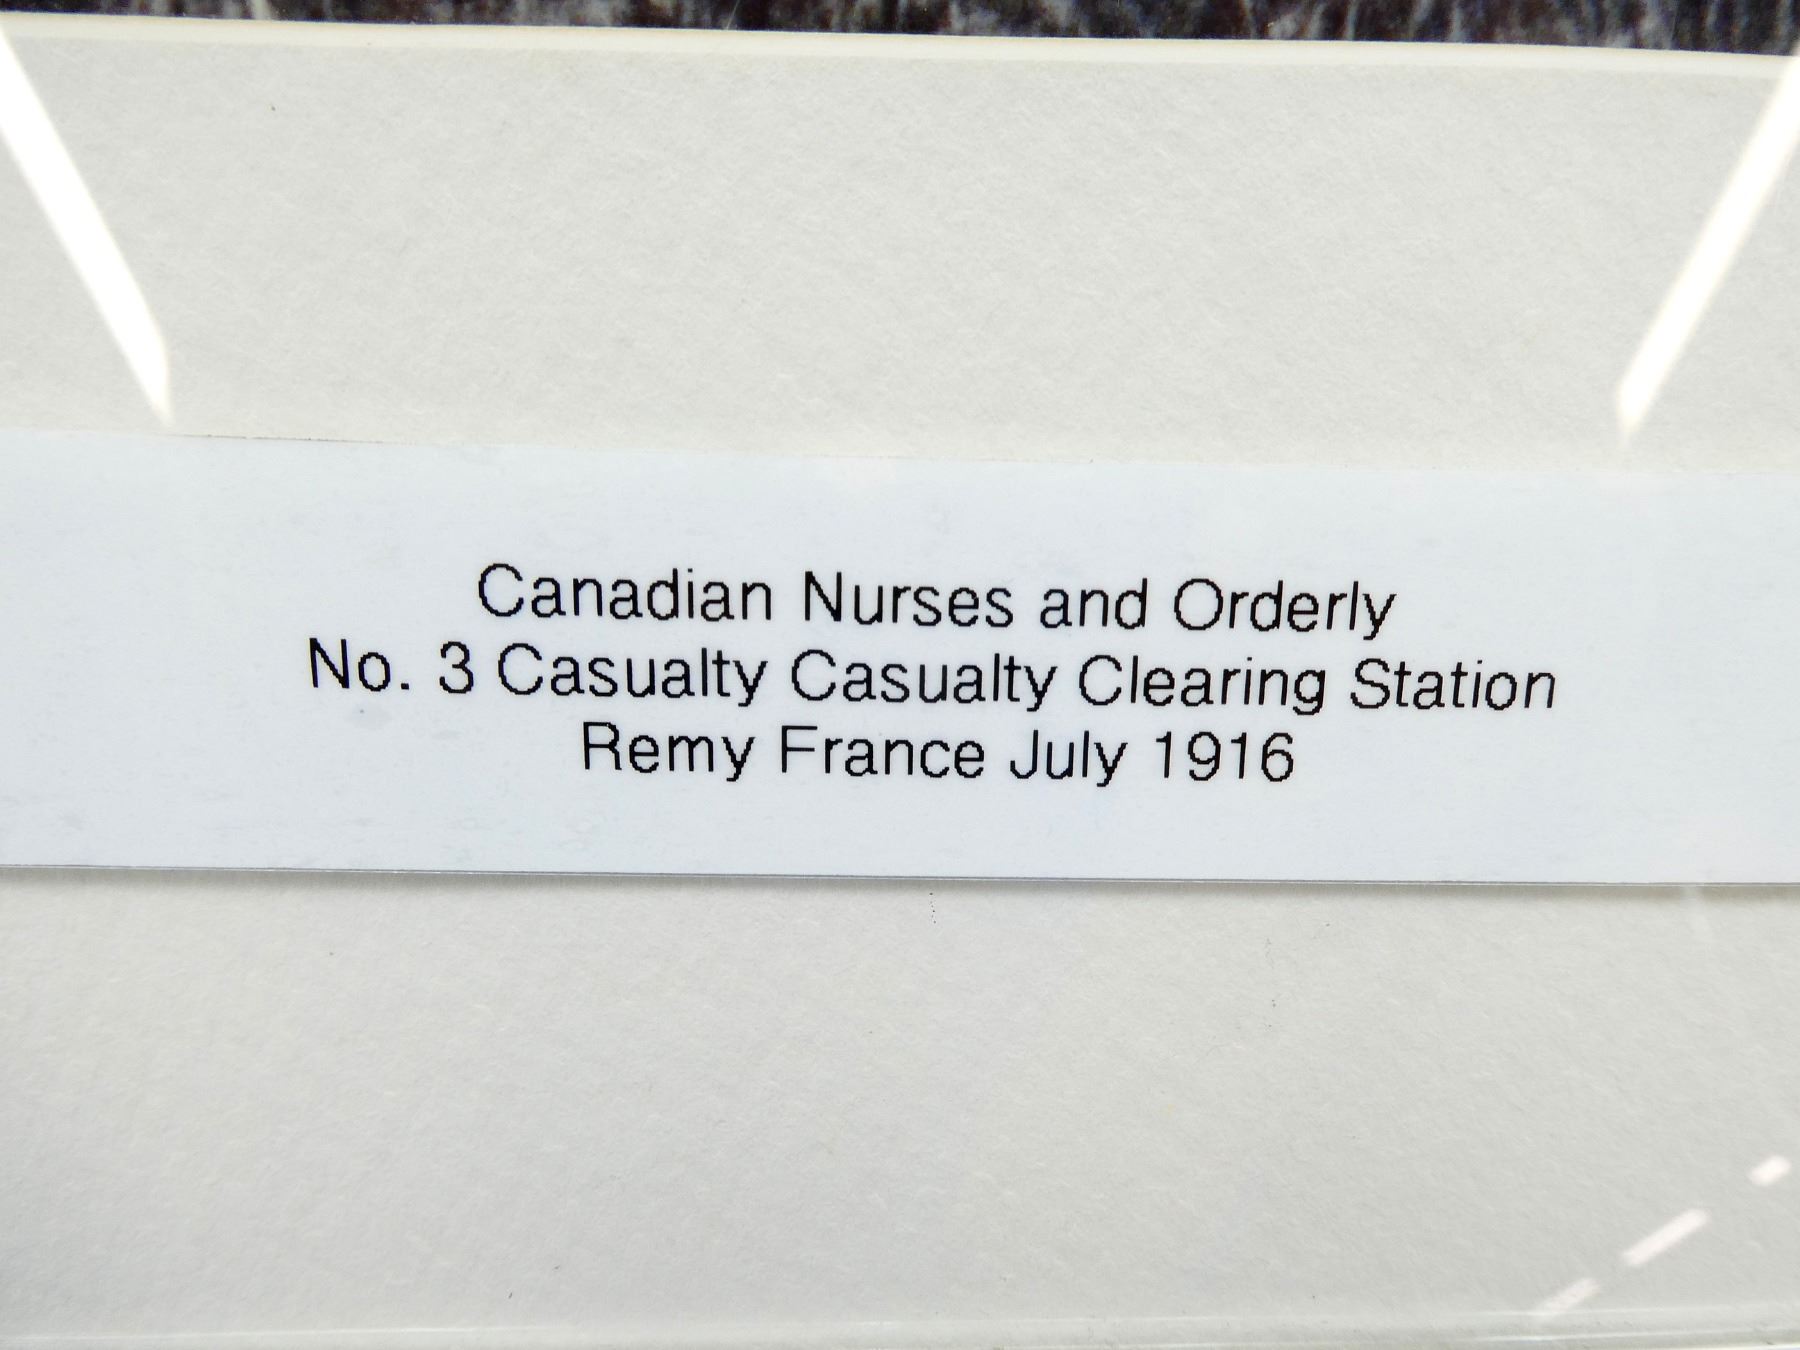 Canadian Nurses and Orderly
No. 3 Casualty Casualty Clearing Station
Remy France July 1916